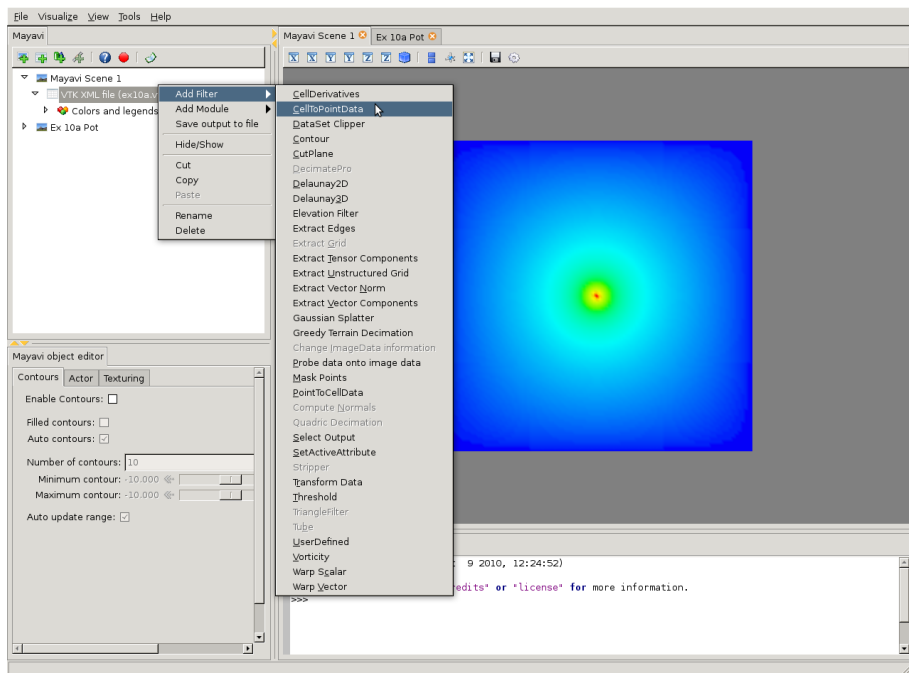 File Visualize View Tools Help
Mayavi
Mayavi Scene 1
Ex 10a Pot
X X Y Y Z Z
Mayavi Scene 1
VTK XML file (ex10a.v
Colors and legends
Ex 10a Pot
Add Filter
Add Module
Save output to file
Hide/Show
Cut
Copy
Paste
Rename
Delete
CellDerivatives
CellToPointData
DataSet Clipper
Contour
CutPlane
DecimatePro
Delaunay2D
Delaunay3D
Elevation Filter
Extract Edges
Extract Grid
Extract Tensor Components
Extract Unstructured Grid
Extract Vector Norm
Extract Vector Components
Gaussian Splatter
Greedy Terrain Decimation
Change ImageData information
Probe data onto image data
Mask Points
PointToCellData
Compute Normals
Quadric Decimation
Select Output
SetActiveAttribute
Stripper
Transform Data
Threshold
TriangleFilter
Tube
UserDefined
Vorticity
Warp Scalar
Warp Vector
Mayavi object editor
Contours Actor Texturing
Enable Contours:
Filled contours:
Auto contours:
Number of contours: 10
Minimum contour: -10.000
Maximum contour: -10.000
Auto update range:
9 2010, 12:24:52)
redits" or "license" for more information.
>>>